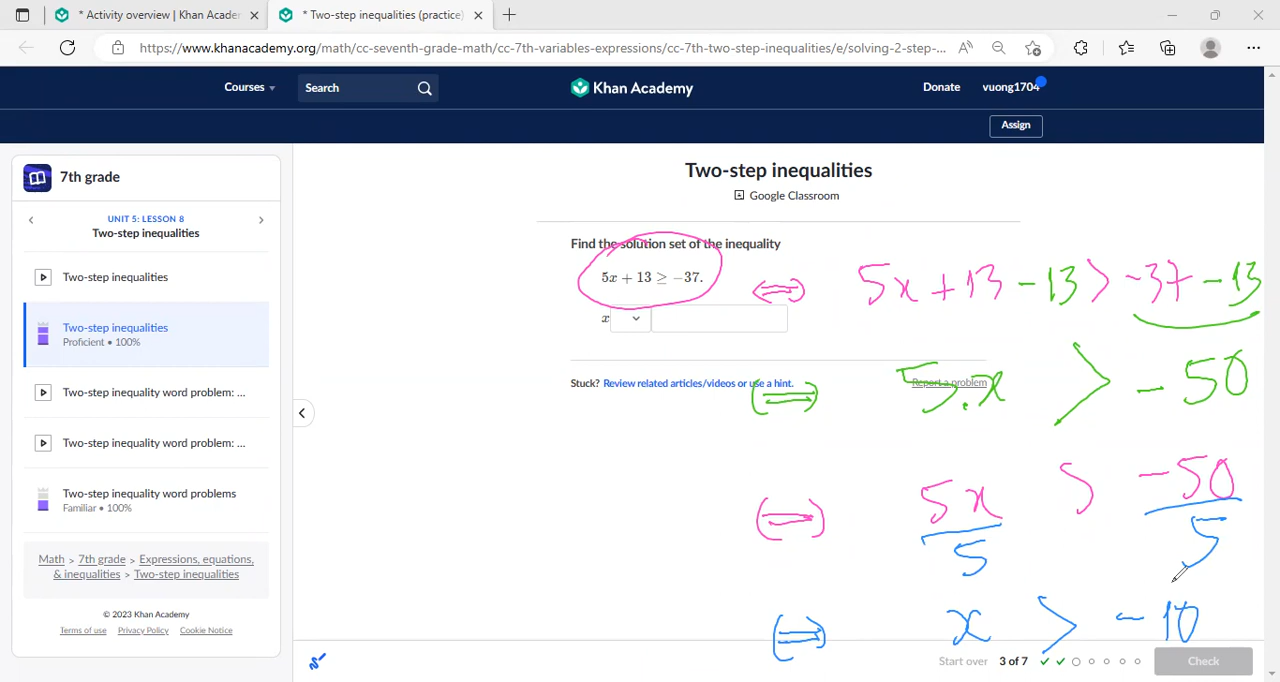 * Activity overview | Khan Academ
* Two-step inequalities (practice)
https://www.khanacademy.org/math/cc-seventh-grade-math/cc-7th-variables-expressions/cc-7th-two-step-inequalities/e/solving-2-step-...
Courses
Search
Khan Academy
Donate
vuong1704
Assign
7th grade
UNIT 5: LESSON 8
Two-step inequalities
Two-step inequalities
Two-step inequalities
Proficient • 100%
Two-step inequality word problem: ...
Two-step inequality word problem: ...
Two-step inequality word problems
Familiar • 100%
Math > 7th grade > Expressions, equations,
& inequalities > Two-step inequalities
© 2023 Khan Academy
Terms of use Privacy Policy Cookie Notice
Two-step inequalities
Google Classroom
Find the solution set of the inequality
5x + 13 ≥ −37.
⇔ 5x + 13 − 13 > −37 − 13
x
Stuck? Review related articles/videos or use a hint.
Report a problem
⇔ 5.x > −50
⇔ 5x/5 > −50/5
⇔ x > −10
Start over 3 of 7 Check